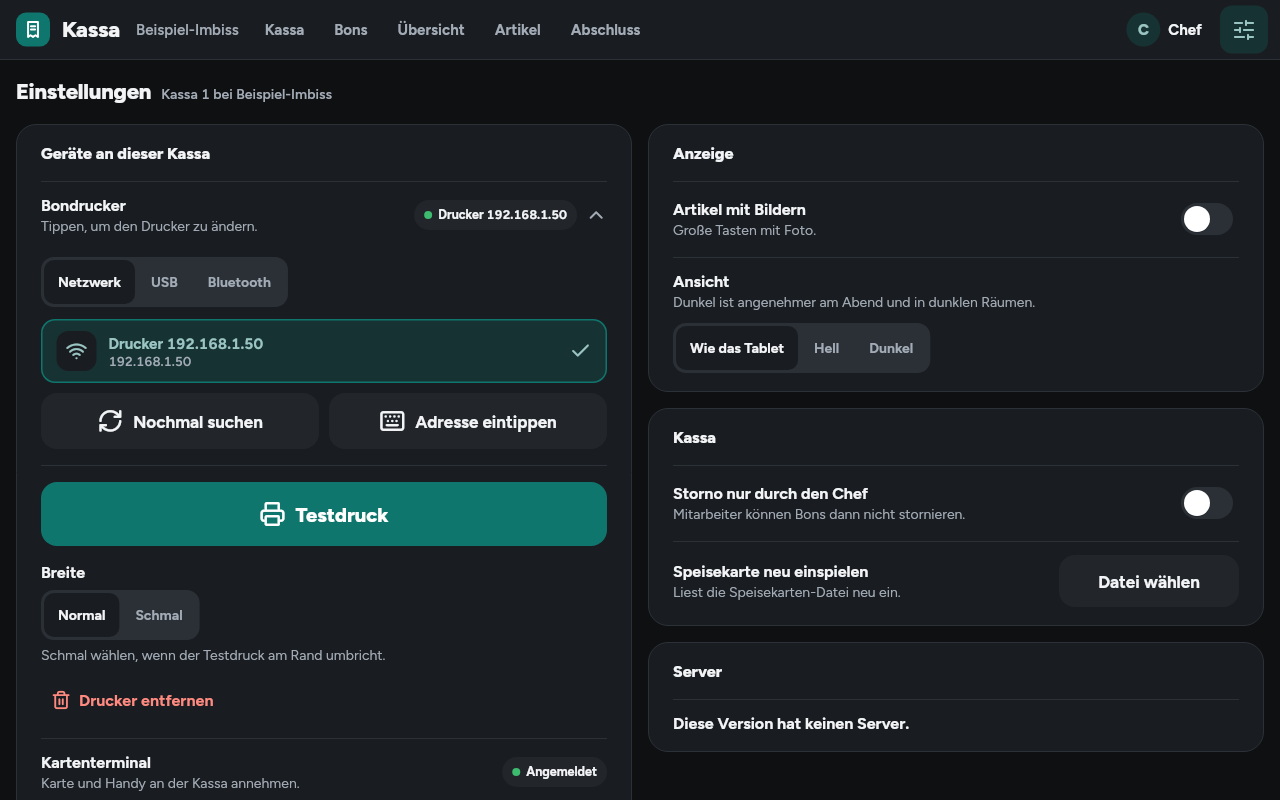 Kassa
Beispiel-Imbiss
Kassa
Bons
Übersicht
Artikel
Abschluss
C
Chef
Einstellungen
Kassa 1 bei Beispiel-Imbiss
Geräte an dieser Kassa
Bondrucker
Tippen, um den Drucker zu ändern.
Drucker 192.168.1.50
Netzwerk
USB
Bluetooth
Drucker 192.168.1.50
192.168.1.50
Nochmal suchen
Adresse eintippen
Testdruck
Breite
Normal
Schmal
Schmal wählen, wenn der Testdruck am Rand umbricht.
Drucker entfernen
Kartenterminal
Karte und Handy an der Kassa annehmen.
Angemeldet
Anzeige
Artikel mit Bildern
Große Tasten mit Foto.
Ansicht
Dunkel ist angenehmer am Abend und in dunklen Räumen.
Wie das Tablet
Hell
Dunkel
Kassa
Storno nur durch den Chef
Mitarbeiter können Bons dann nicht stornieren.
Speisekarte neu einspielen
Liest die Speisekarten-Datei neu ein.
Datei wählen
Server
Diese Version hat keinen Server.